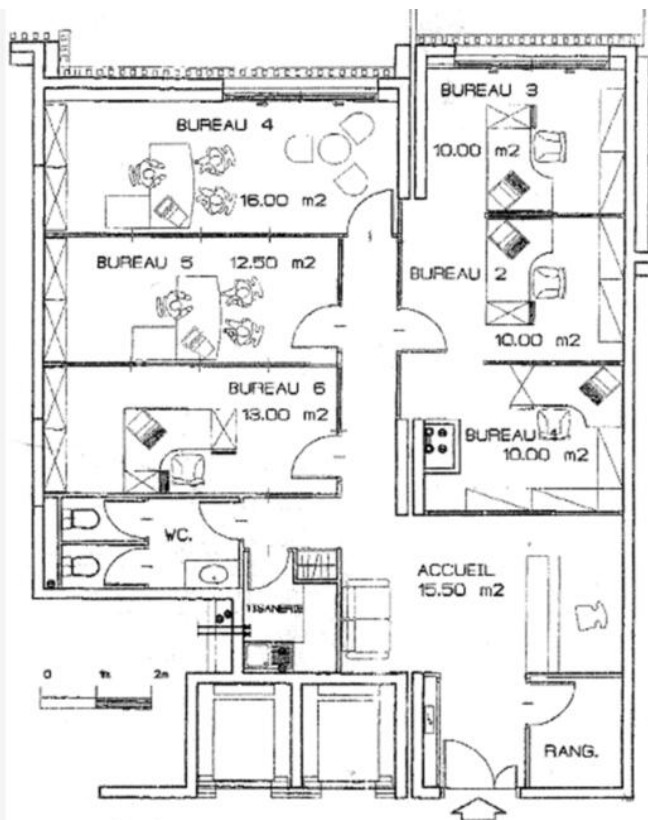 BUREAU 3
10.00 m2
BUREAU 4
16.00 m2
BUREAU 5 12.50 m2
BUREAU 2
10.00 m2
BUREAU 6
13.00 m2
BUREAU 1
10.00 m2
WC.
ACCUEIL
15.50 m2
TISANERIE
0 1m 2m
RANG.